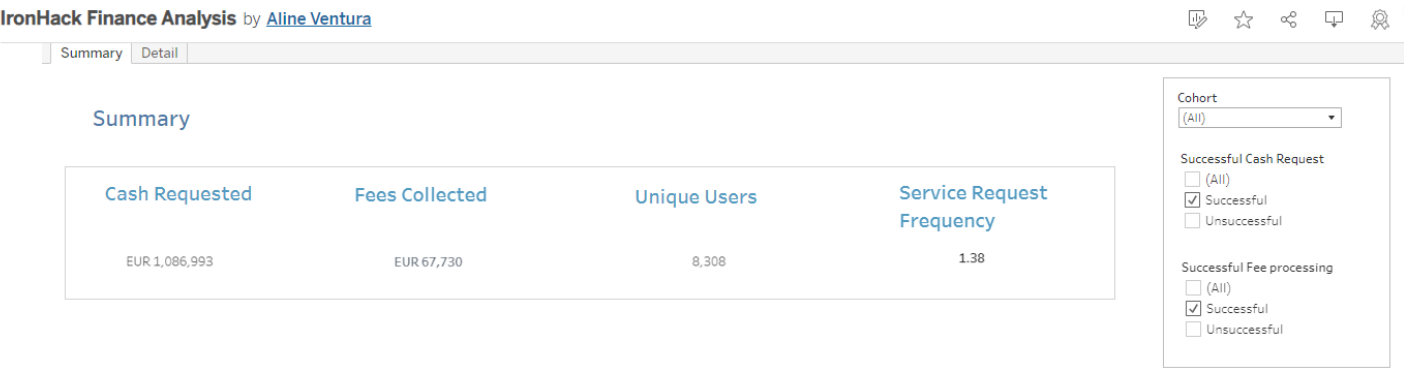 IronHack Finance Analysis by Aline Ventura
Summary
Detail
Summary
Cash Requested
Fees Collected
Unique Users
Service Request
Frequency
EUR 1,086,993
EUR 67,730
8,308
1.38
Cohort
(All)
Successful Cash Request
(All)
Successful
Unsuccessful
Successful Fee processing
(All)
Successful
Unsuccessful